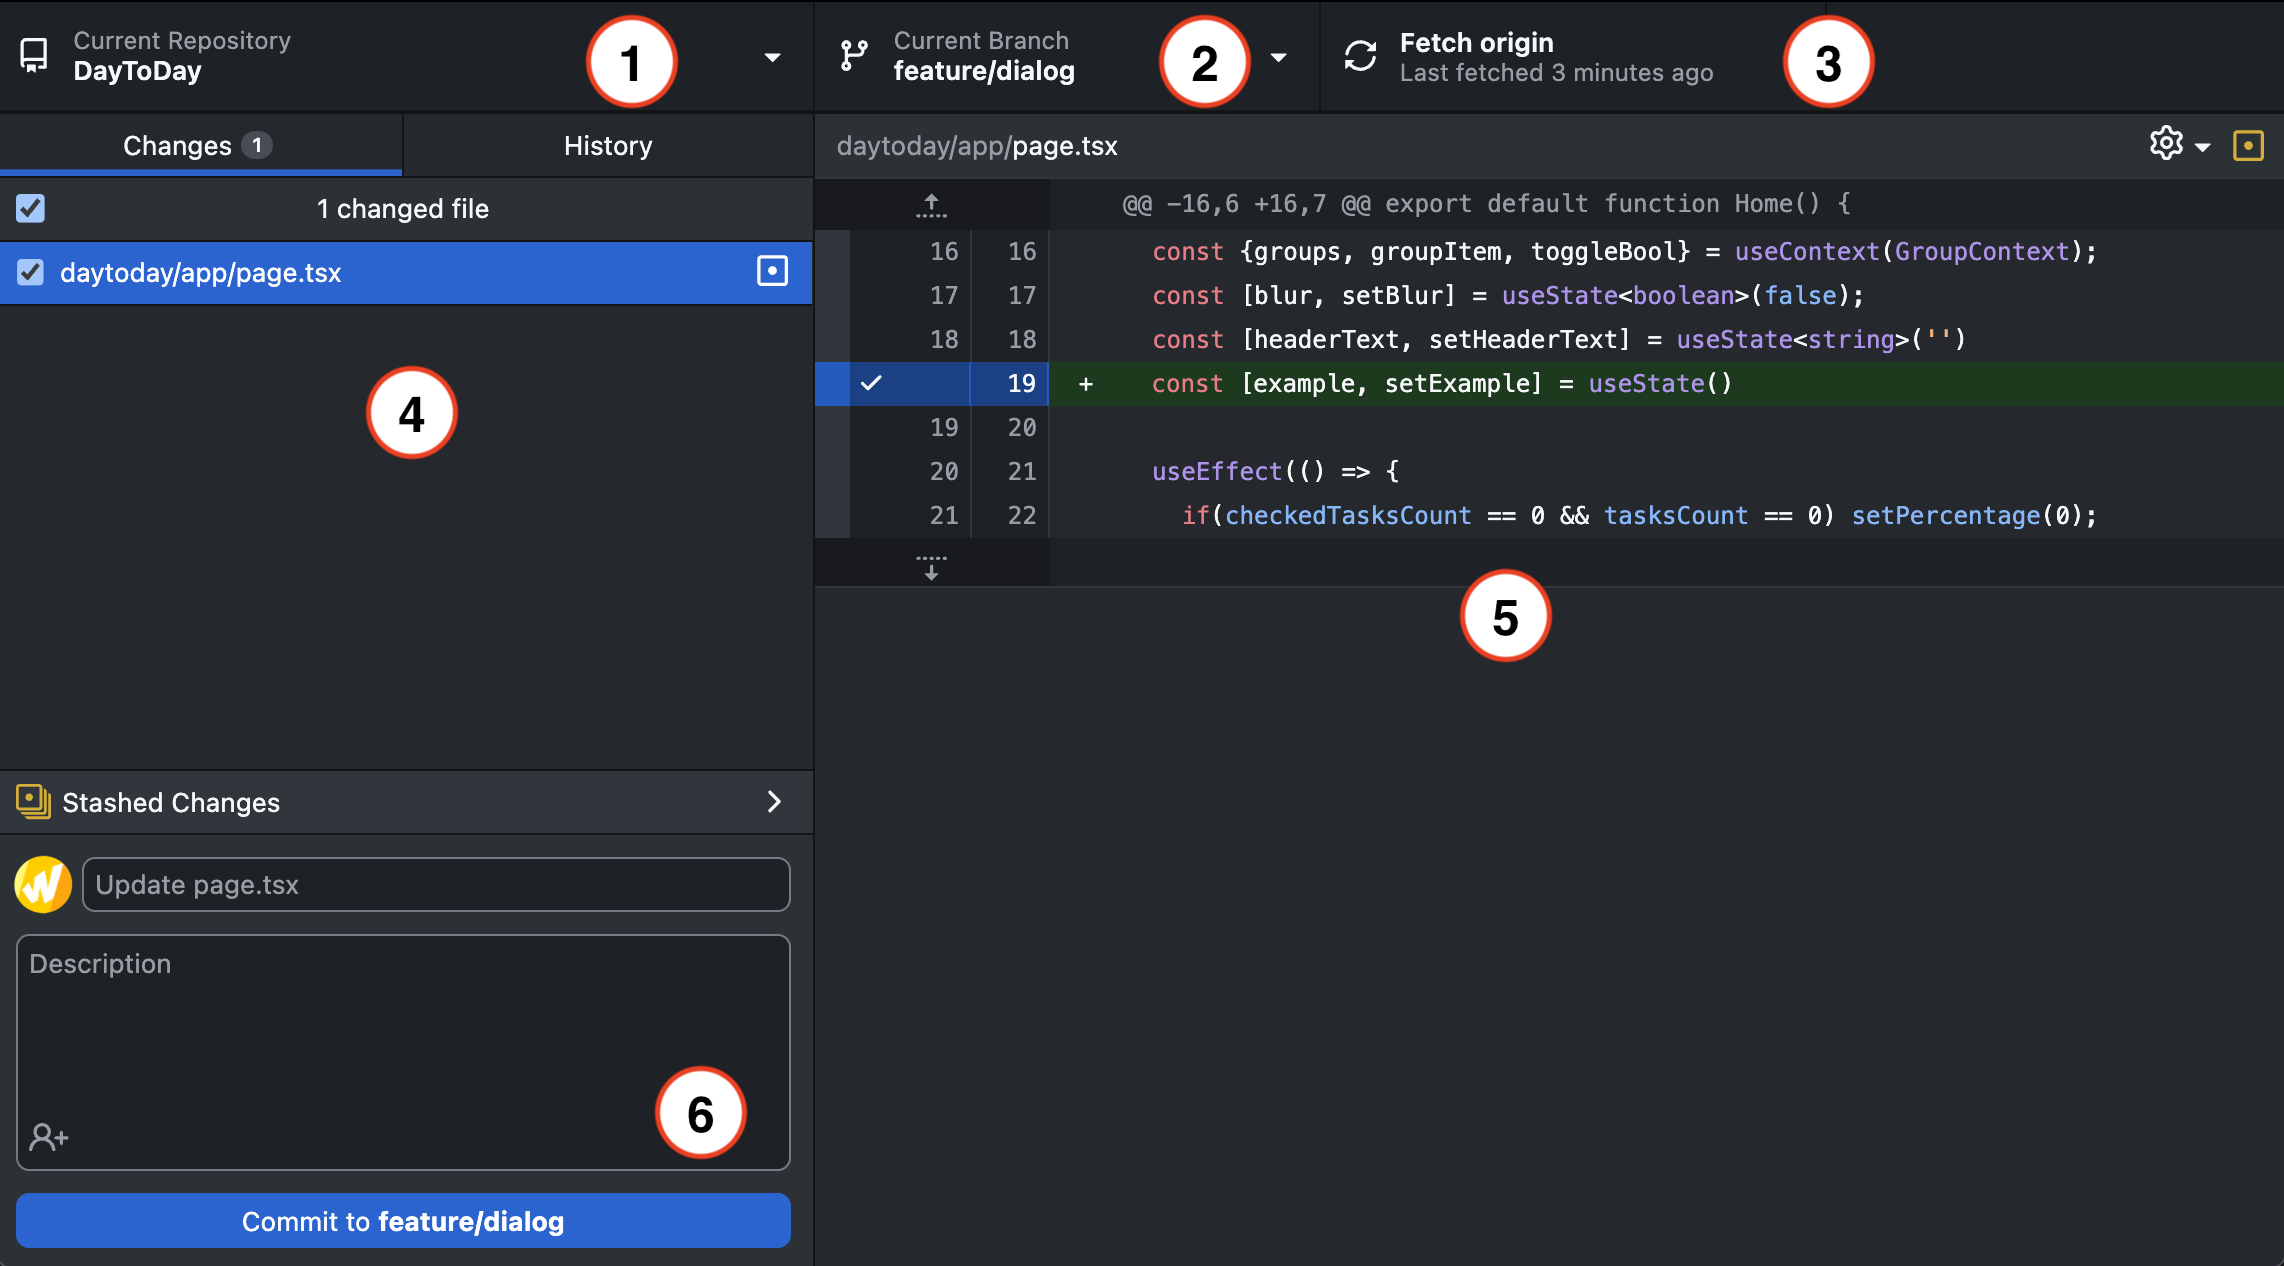 Current Repository
DayToDay
1
Current Branch
feature/dialog
2
Fetch origin
Last fetched 3 minutes ago
3
Changes 1
History
1 changed file
daytoday/app/page.tsx
4
Stashed Changes
Update page.tsx
Description
6
Commit to feature/dialog
daytoday/app/page.tsx
@@ -16,6 +16,7 @@ export default function Home() {
16 16 const {groups, groupItem, toggleBool} = useContext(GroupContext);
17 17 const [blur, setBlur] = useState<boolean>(false);
18 18 const [headerText, setHeaderText] = useState<string>('')
19 + const [example, setExample] = useState()
19 20
20 21 useEffect(() => {
21 22 if(checkedTasksCount == 0 && tasksCount == 0) setPercentage(0);
5